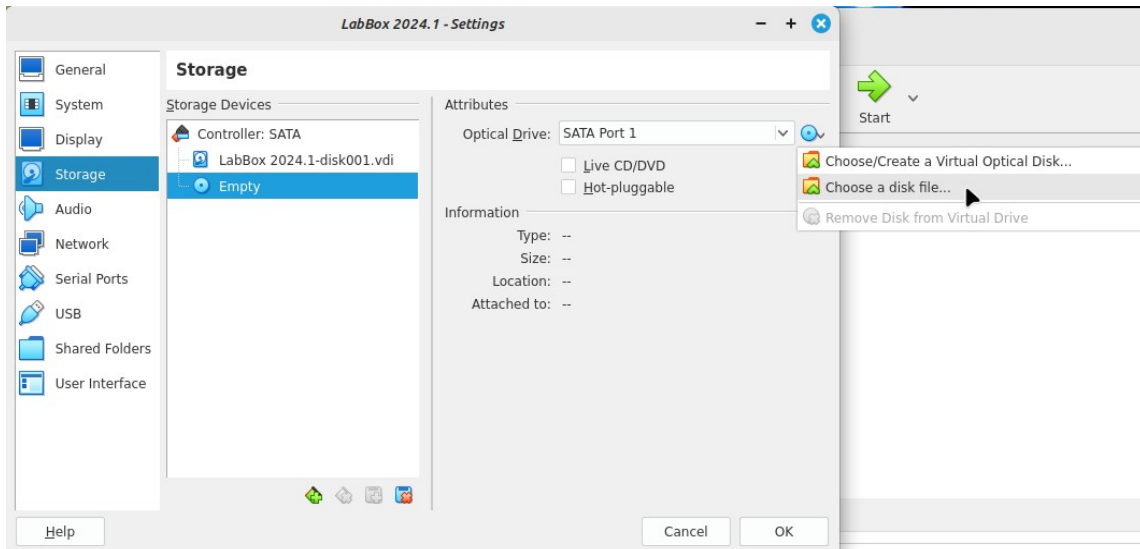 LabBox 2024.1 - Settings
General
System
Display
Storage
Audio
Network
Serial Ports
USB
Shared Folders
User Interface
Storage
Storage Devices
Controller: SATA
LabBox 2024.1-disk001.vdi
Empty
Attributes
Optical Drive: SATA Port 1
Live CD/DVD
Hot-pluggable
Information
Type: --
Size: --
Location: --
Attached to: --
Start
Choose/Create a Virtual Optical Disk...
Choose a disk file...
Remove Disk from Virtual Drive
Help
Cancel
OK